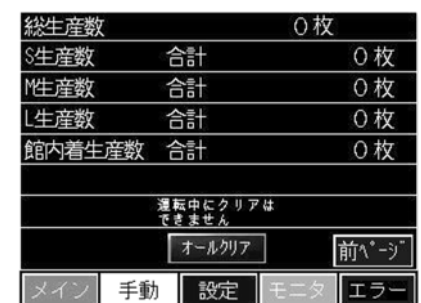 総生産数 0枚
S生産数 合計 0枚
M生産数 合計 0枚
L生産数 合計 0枚
館内着生産数 合計 0枚
運転中にクリアは
できません
オールクリア
前ページ
メイン 手動 設定 モニタ エラー